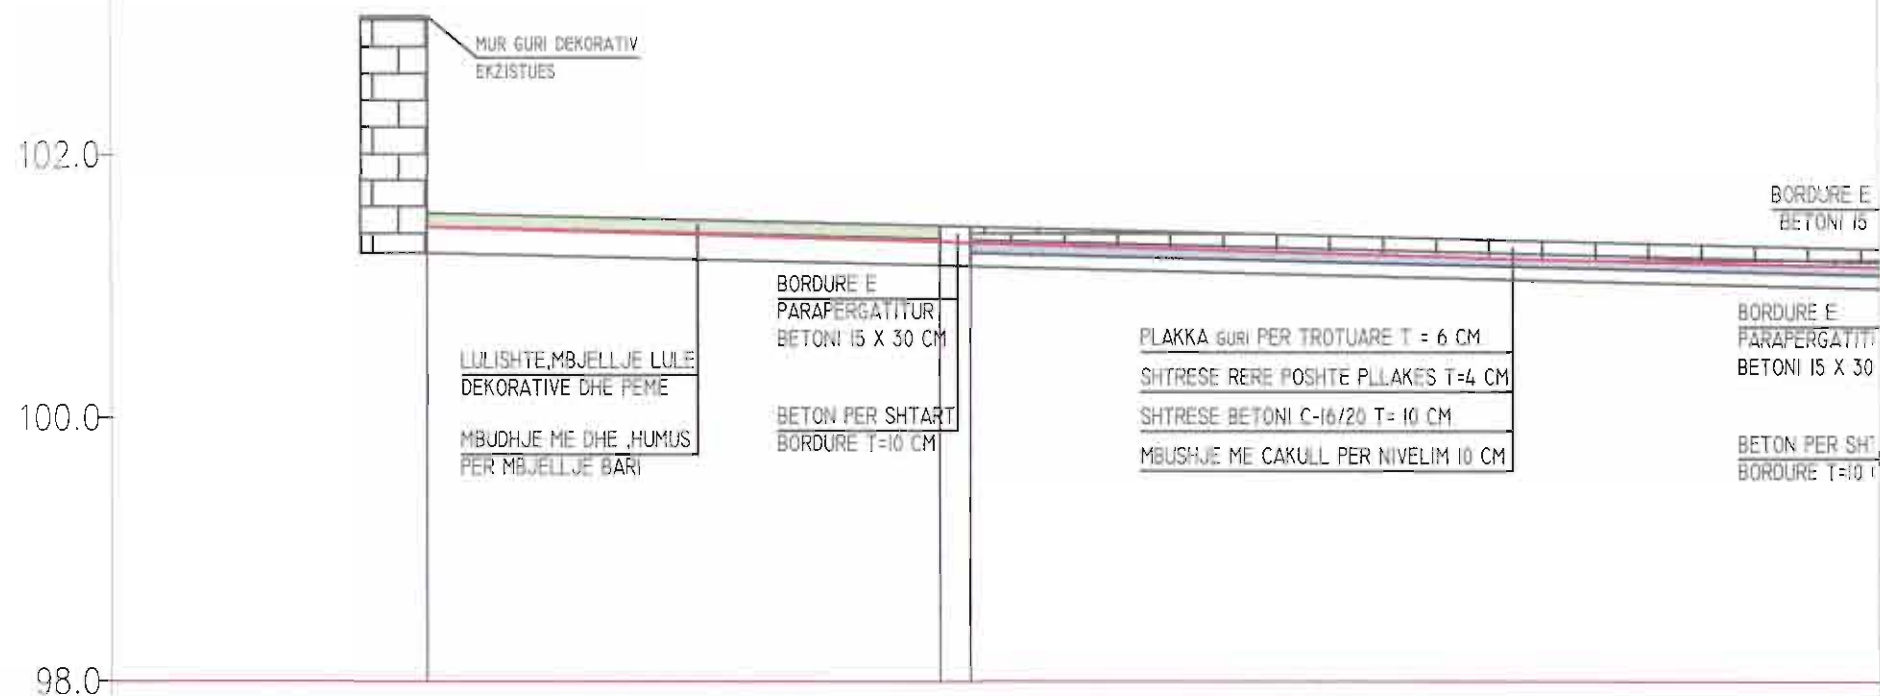 MUR GURI DEKORATIV
EKZISTUES
102.0
BORDURE E
BETONI 15
BORDURE E
PARAPERGATITUR
BETONI 15 X 30 CM
BORDURE E
BETONI 15 X 30
PLAKKA GURI PER TROTUARE T = 6 CM
SHTRESE RERE POSHTE PLLAKES T=4 CM
SHTRESE BETONI C-16/20 T= 10 CM
MBUSHJE ME CAKULL PER NIVELIM 10 CM
LULISHTE,MBJELLJE LULE
DEKORATIVE DHE PEME
MBUDHJE ME DHE ,HUMUS
PER MBJELLJE BARI
100.0
BETON PER SHTART
BORDURE T=10 CM
BETON PER
BORDURE T=10
98.0